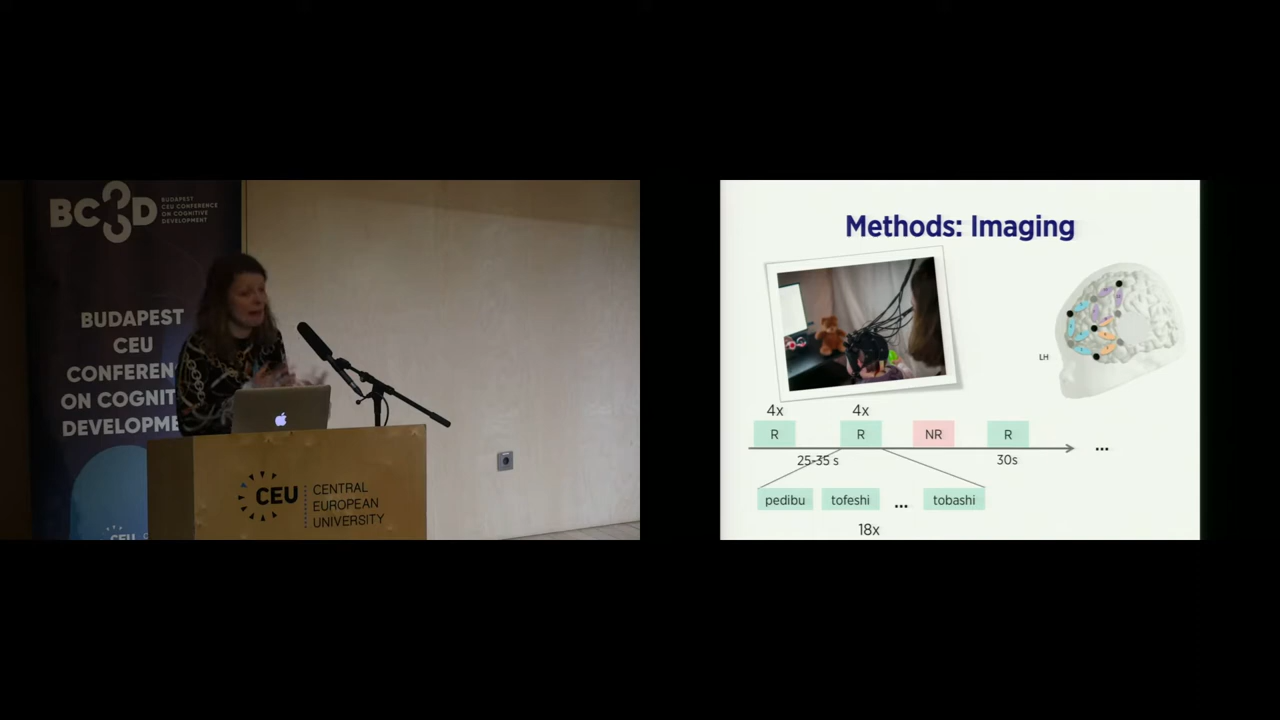 BC3D
BUDAPEST
CEU CONFERENCE
ON COGNITIVE
DEVELOPMENT
BUDAPEST
CEU
CONFEREN
ON COGNIT
DEVELOPME
CEU
CEU
CENTRAL
EUROPEAN
UNIVERSITY
Methods: Imaging
LH
4x 4x
R R NR R ...
25-35 s 30s
pedibu tofeshi ... tobashi
18x